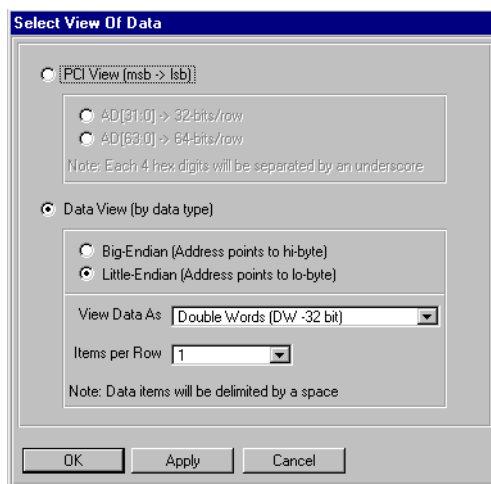 Select View Of Data
PCI View (msb -> lsb)
AD[31:0] -> 32-bits/row
AD[63:0] -> 64-bits/row
Note: Each 4 hex digits will be separated by an underscore
Data View (by data type)
Big-Endian (Address points to hi-byte)
Little-Endian (Address points to lo-byte)
View Data As Double Words (DW -32 bit)
Items per Row 1
Note: Data items will be delimited by a space
OK Apply Cancel